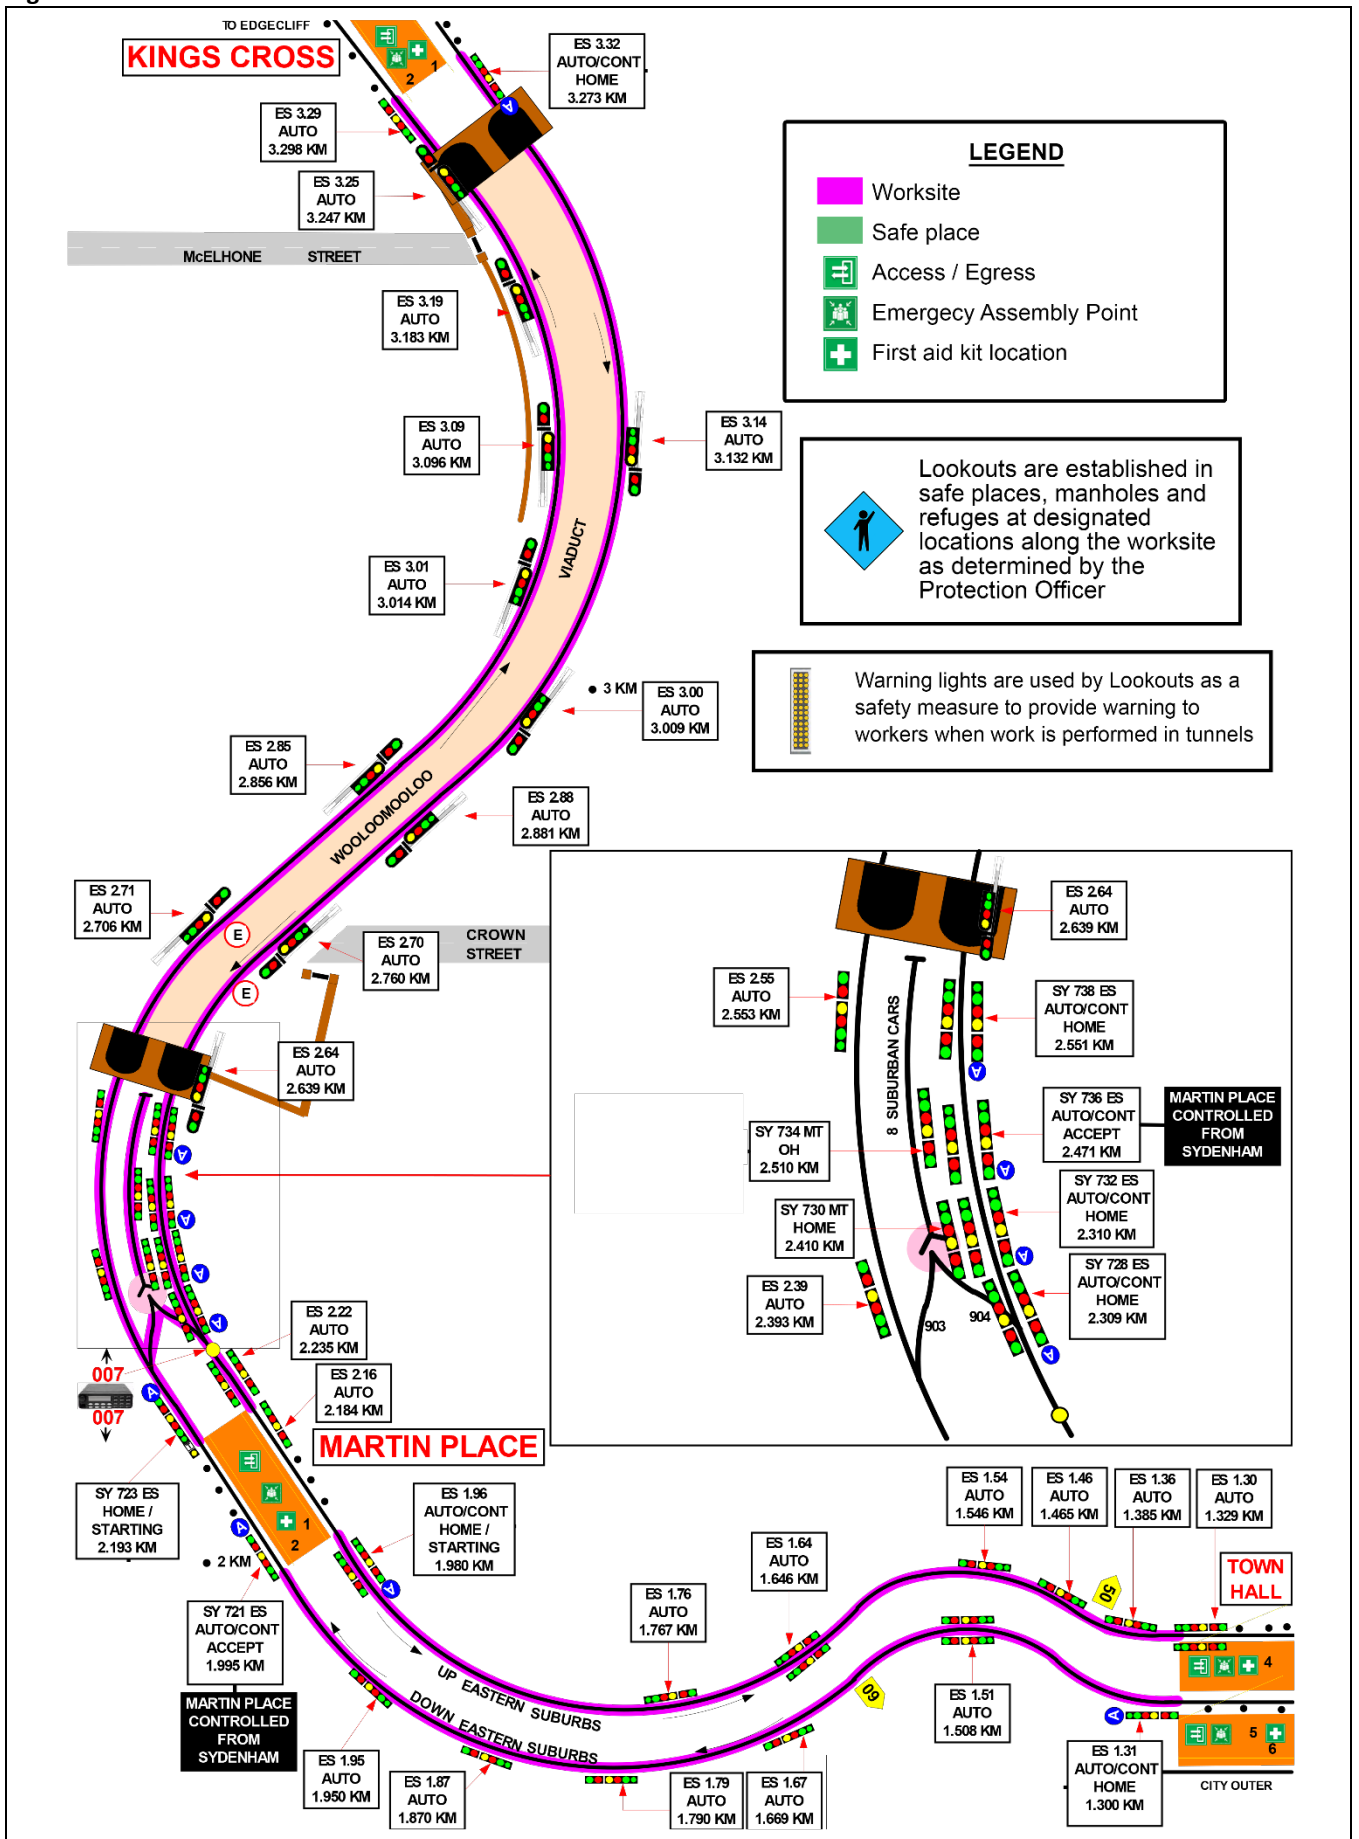 TO EDGECLIFF
KINGS CROSS
1
2
ES 3.32
AUTO/CONT
HOME
3.273 KM
A
ES 3.29
AUTO
3.298 KM
ES 3.25
AUTO
3.247 KM
McELHONE STREET
ES 3.19
AUTO
3.183 KM
ES 3.09
AUTO
3.096 KM
ES 3.14
AUTO
3.132 KM
VIADUCT
ES 3.01
AUTO
3.014 KM
LEGEND
Worksite
Safe place
Access / Egress
Emergecy Assembly Point
First aid kit location
Lookouts are established in
safe places, manholes and
refuges at designated
locations along the worksite
as determined by the
Protection Officer
Warning lights are used by Lookouts as a
safety measure to provide warning to
workers when work is performed in tunnels
3 KM
ES 3.00
AUTO
3.009 KM
ES 2.85
AUTO
2.856 KM
WOOLOOMOOLOO
ES 2.88
AUTO
2.881 KM
ES 2.71
AUTO
2.706 KM
E
E
ES 2.70
AUTO
2.760 KM
CROWN
STREET
ES 2.64
AUTO
2.639 KM
A
A
A
A
ES 2.64
AUTO
2.639 KM
ES 2.55
AUTO
2.553 KM
8 SUBURBAN CARS
SY 738 ES
AUTO/CONT
HOME
2.551 KM
A
SY 736 ES
AUTO/CONT
ACCEPT
2.471 KM
MARTIN PLACE
CONTROLLED
FROM
SYDENHAM
A
SY 734 MT
OH
2.510 KM
SY 732 ES
AUTO/CONT
HOME
2.310 KM
A
SY 730 MT
HOME
2.410 KM
SY 728 ES
AUTO/CONT
HOME
2.309 KM
A
ES 2.39
AUTO
2.393 KM
903
904
ES 2.22
AUTO
2.235 KM
007
007
A
ES 2.16
AUTO
2.184 KM
MARTIN PLACE
SY 723 ES
HOME /
STARTING
2.193 KM
1
2
A
2 KM
ES 1.96
AUTO/CONT
HOME /
STARTING
1.980 KM
A
SY 721 ES
AUTO/CONT
ACCEPT
1.995 KM
MARTIN PLACE
CONTROLLED
FROM
SYDENHAM
UP EASTERN SUBURBS
DOWN EASTERN SUBURBS
ES 1.95
AUTO
1.950 KM
ES 1.87
AUTO
1.870 KM
ES 1.79
AUTO
1.790 KM
ES 1.67
AUTO
1.669 KM
ES 1.76
AUTO
1.767 KM
ES 1.64
AUTO
1.646 KM
ES 1.54
AUTO
1.546 KM
ES 1.46
AUTO
1.465 KM
ES 1.36
AUTO
1.385 KM
ES 1.30
AUTO
1.329 KM
50
60
TOWN
HALL
4
ES 1.51
AUTO
1.508 KM
A
5
6
ES 1.31
AUTO/CONT
HOME
1.300 KM
CITY OUTER